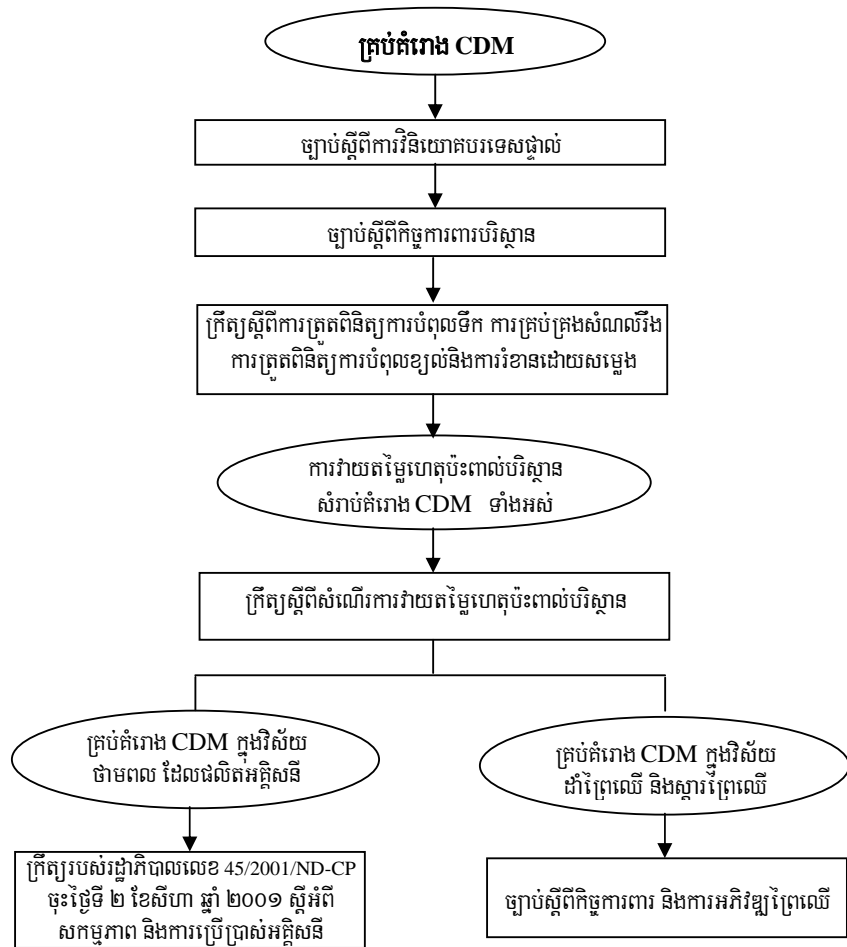 គ្រប់គំរោង CDM
ច្បាប់ស្តីពីការវិនិយោគបរទេសផ្ទាល់
ច្បាប់ស្តីពីកិច្ចការពារបរិស្ថាន
ក្រឹត្យស្តីពីការត្រួតពិនិត្យការបំពុលទឹក ការគ្រប់គ្រងសំណល់រឹង
ការត្រួតពិនិត្យការបំពុលខ្យល់និងការរំខានដោយសម្លេង
ការវាយតម្លៃហេតុប៉ះពាល់បរិស្ថាន
សំរាប់គំរោង CDM ទាំងអស់
ក្រឹត្យស្តីពីសំណើរការវាយតម្លៃហេតុប៉ះពាល់បរិស្ថាន
គ្រប់គំរោង CDM ក្នុងវិស័យ
ថាមពល ដែលផលិតអគ្គិសនី
គ្រប់គំរោង CDM ក្នុងវិស័យ
ដាំព្រៃឈើ និងស្តារព្រៃឈើ
ក្រឹត្យរបស់រដ្ឋាភិបាលលេខ 45/2001/ND-CP
ចុះថ្ងៃទី ២ ខែសីហា ឆ្នាំ ២០០១ ស្តីអំពី
សកម្មភាព និងការប្រើប្រាស់អគ្គិសនី
ច្បាប់ស្តីពីកិច្ចការពារ និងការអភិវឌ្ឍព្រៃឈើ